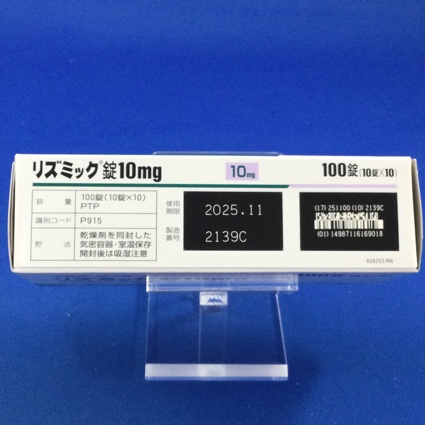 リズミック®錠10mg
10mg
100錠(10錠×10)
容量 100錠(10錠×10) PTP
識別コード P915
貯法 乾燥剤を同封した気密容器・室温保存 開封後は吸湿注意
使用期限 2025.11
製造番号 2139C
(17) 251100 (10) 2139C
(01) 14987116169018